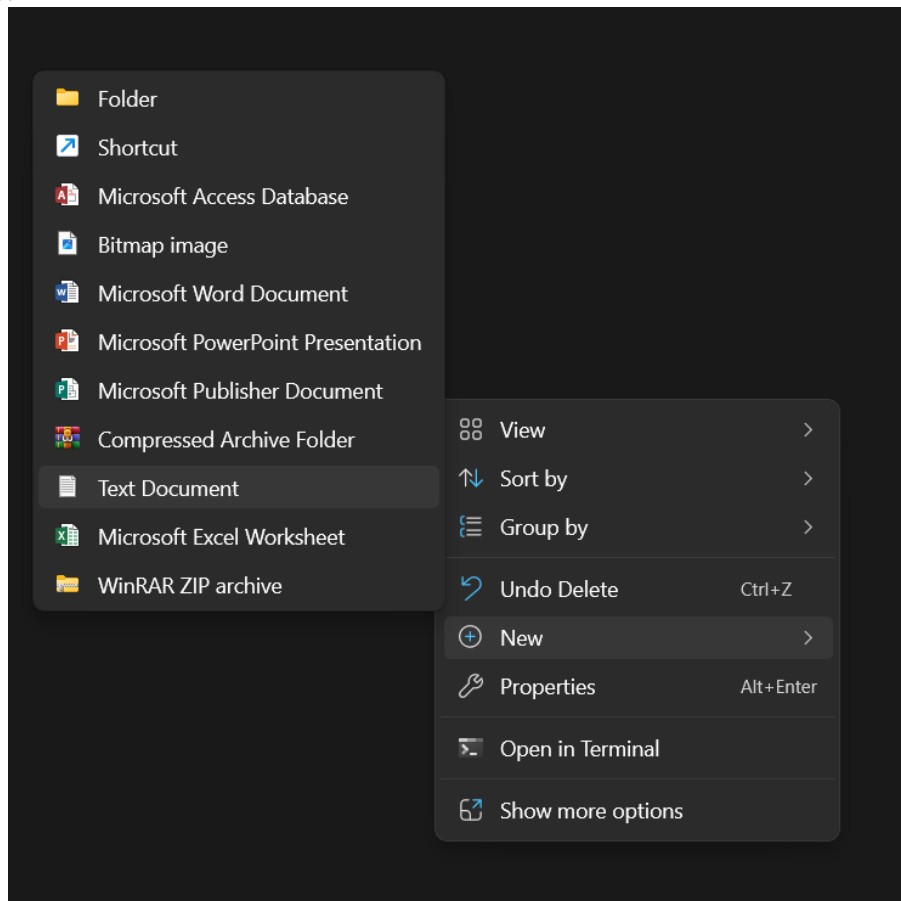 Folder
Shortcut
Microsoft Access Database
Bitmap image
Microsoft Word Document
Microsoft PowerPoint Presentation
Microsoft Publisher Document
Compressed Archive Folder
Text Document
Microsoft Excel Worksheet
WinRAR ZIP archive
View
Sort by
Group by
Undo Delete Ctrl+Z
New
Properties Alt+Enter
Open in Terminal
Show more options